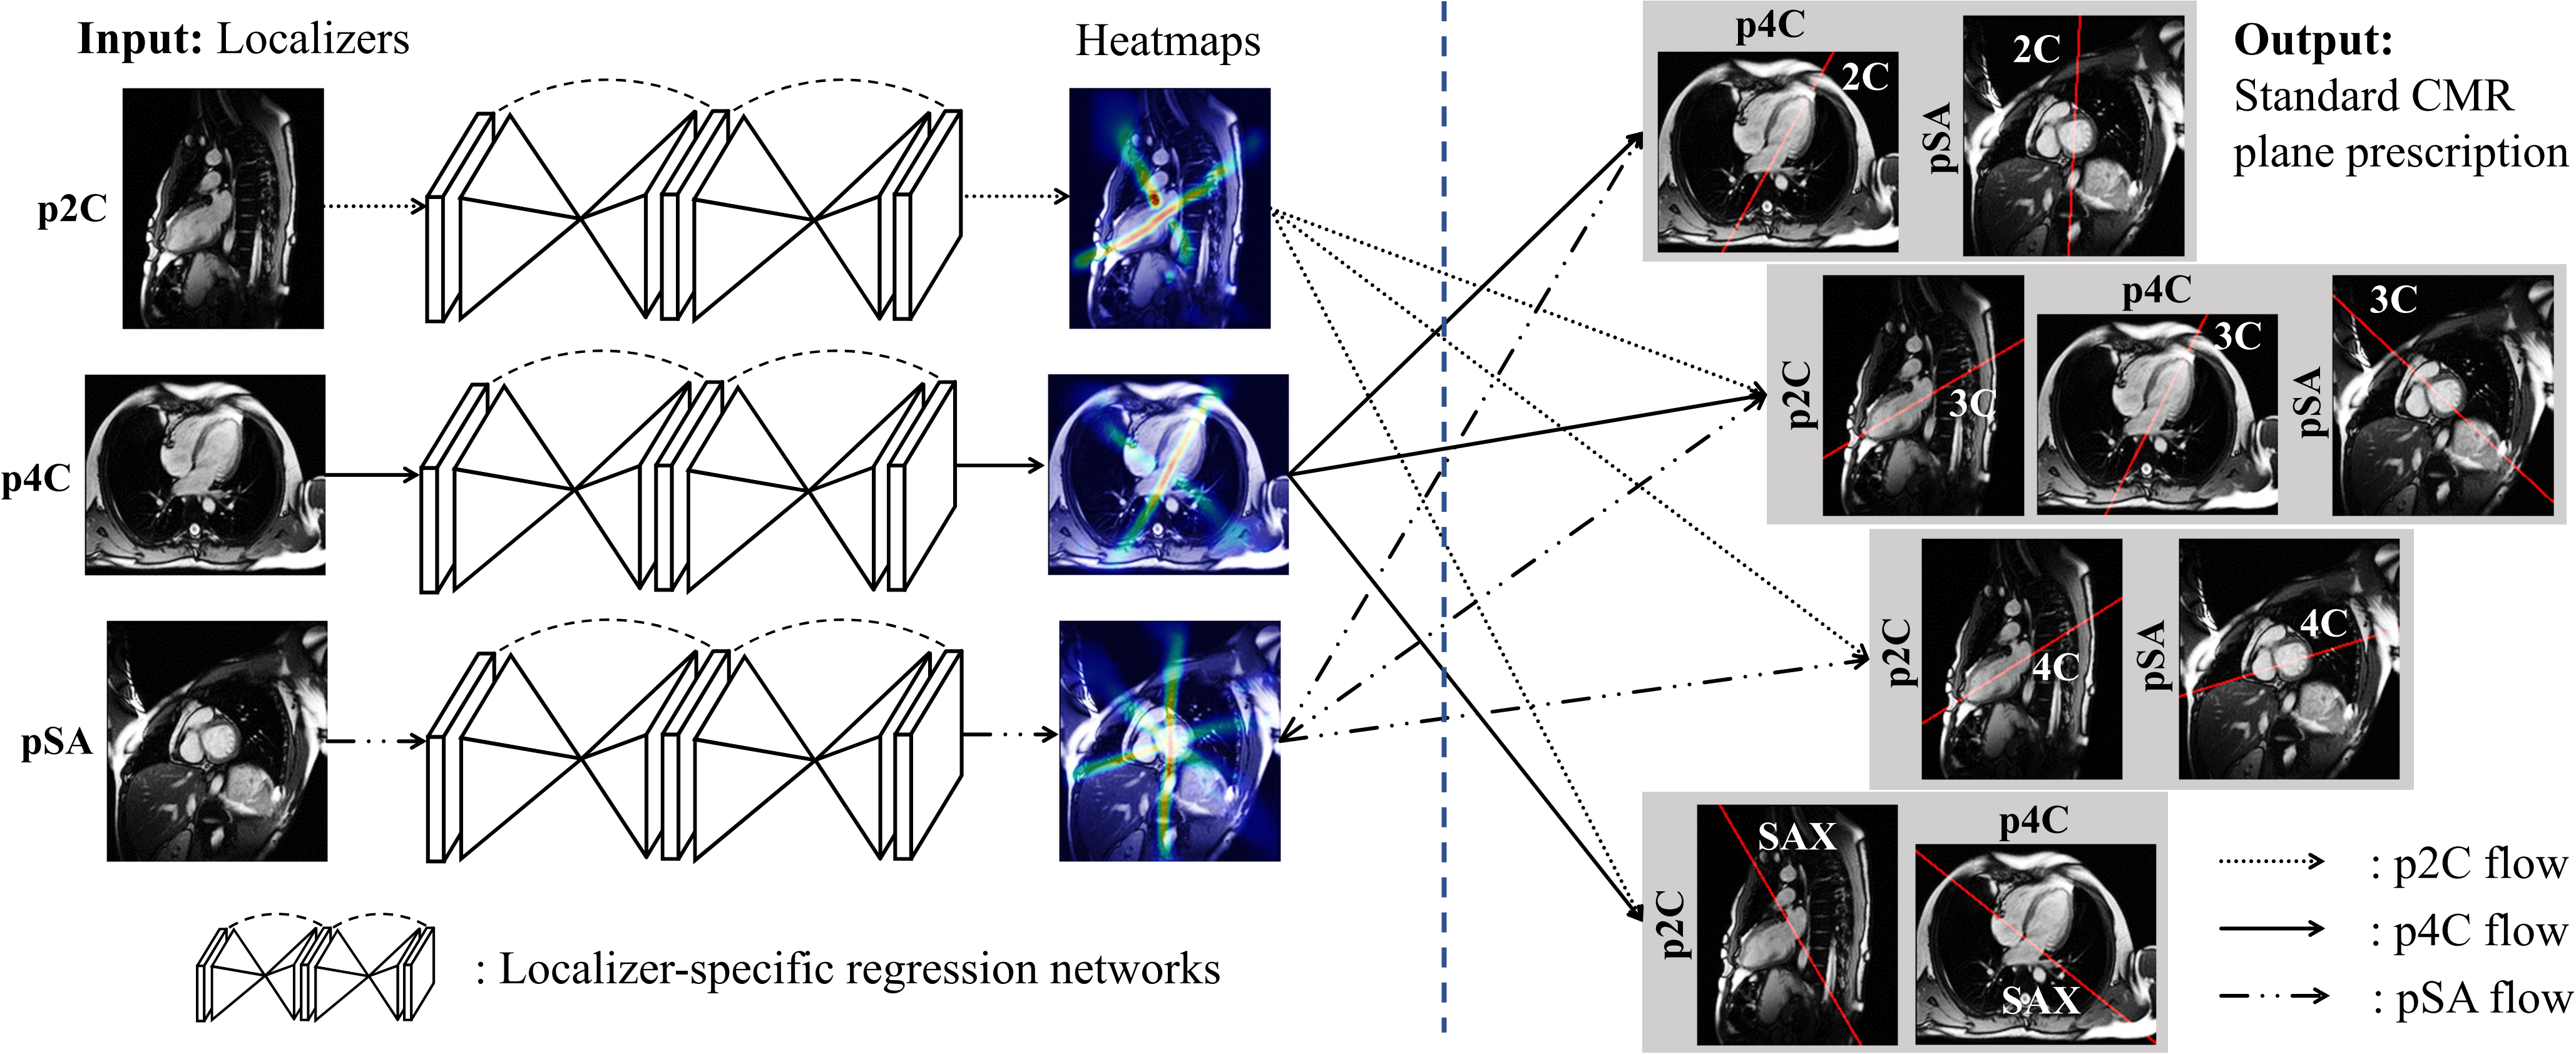 Input: Localizers
Heatmaps
p2C
p4C
pSA
: Localizer-specific regression networks
p4C
2C
pSA
2C
Output:
Standard CMR
plane prescription
p2C
3C
p4C
3C
pSA
3C
p2C
4C
pSA
4C
p2C
SAX
p4C
SAX
: p2C flow
: p4C flow
: pSA flow